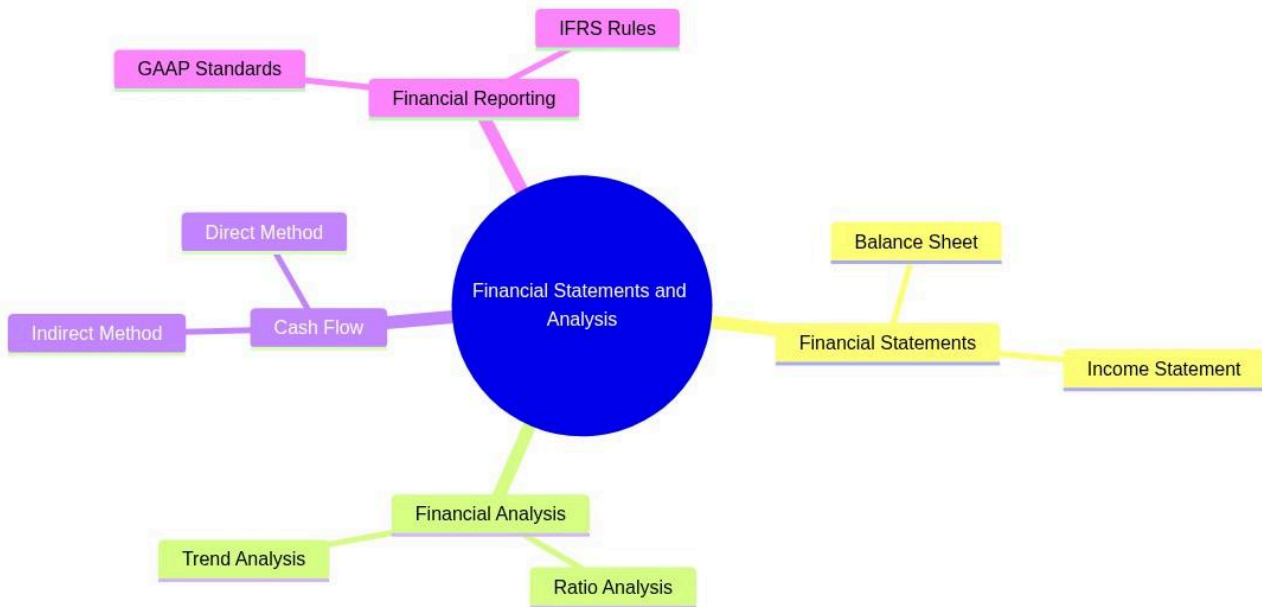 IFRS Rules
GAAP Standards
Financial Reporting
Direct Method
Balance Sheet
Financial Statements and
Analysis
Indirect Method
Cash Flow
Financial Statements
Income Statement
Financial Analysis
Trend Analysis
Ratio Analysis